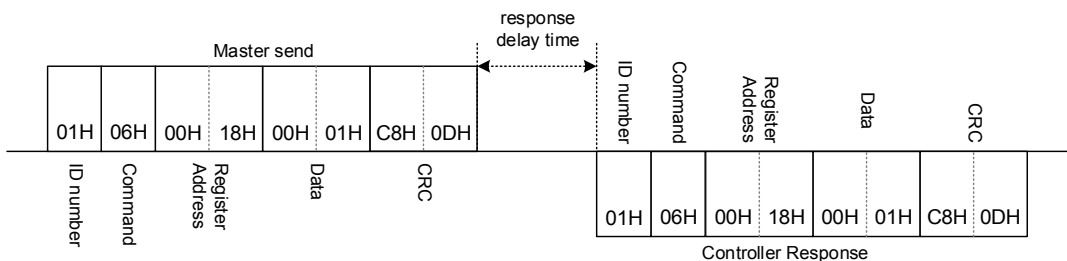 response
delay time
Master send
01H 06H 00H 18H 00H 01H C8H 0DH
ID number
Command
Register
Address
Data
CRC
ID number
Command
Register
Address
Data
CRC
01H 06H 00H 18H 00H 01H C8H 0DH
Controller Response